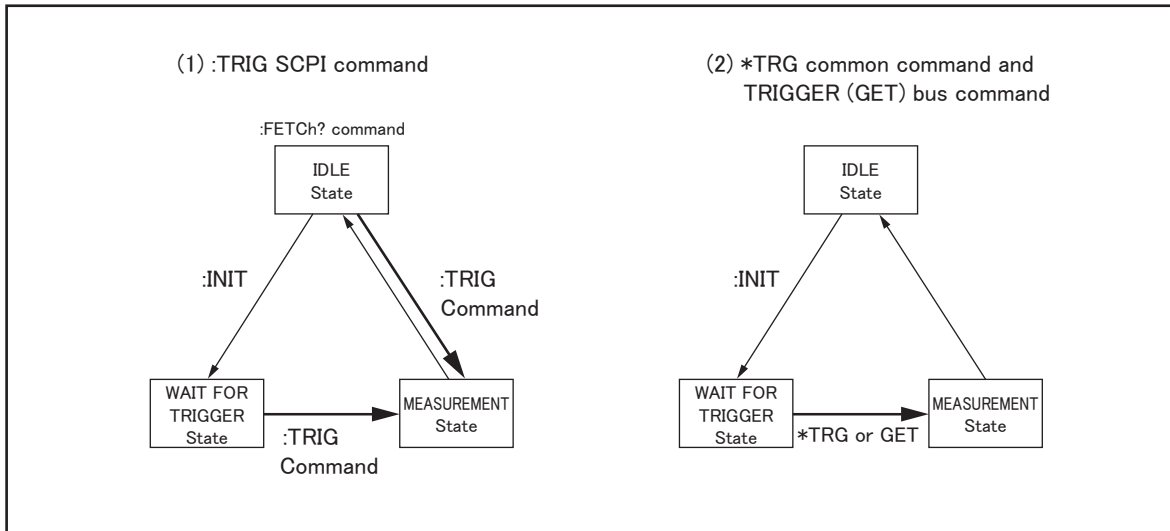 (1) :TRIG SCPI command
:FETCh? command
IDLE
State
:INIT
:TRIG
Command
WAIT FOR
TRIGGER
State
:TRIG
Command
MEASUREMENT
State
(2) *TRG common command and
TRIGGER (GET) bus command
IDLE
State
:INIT
WAIT FOR
TRIGGER
State
*TRG or GET
MEASUREMENT
State